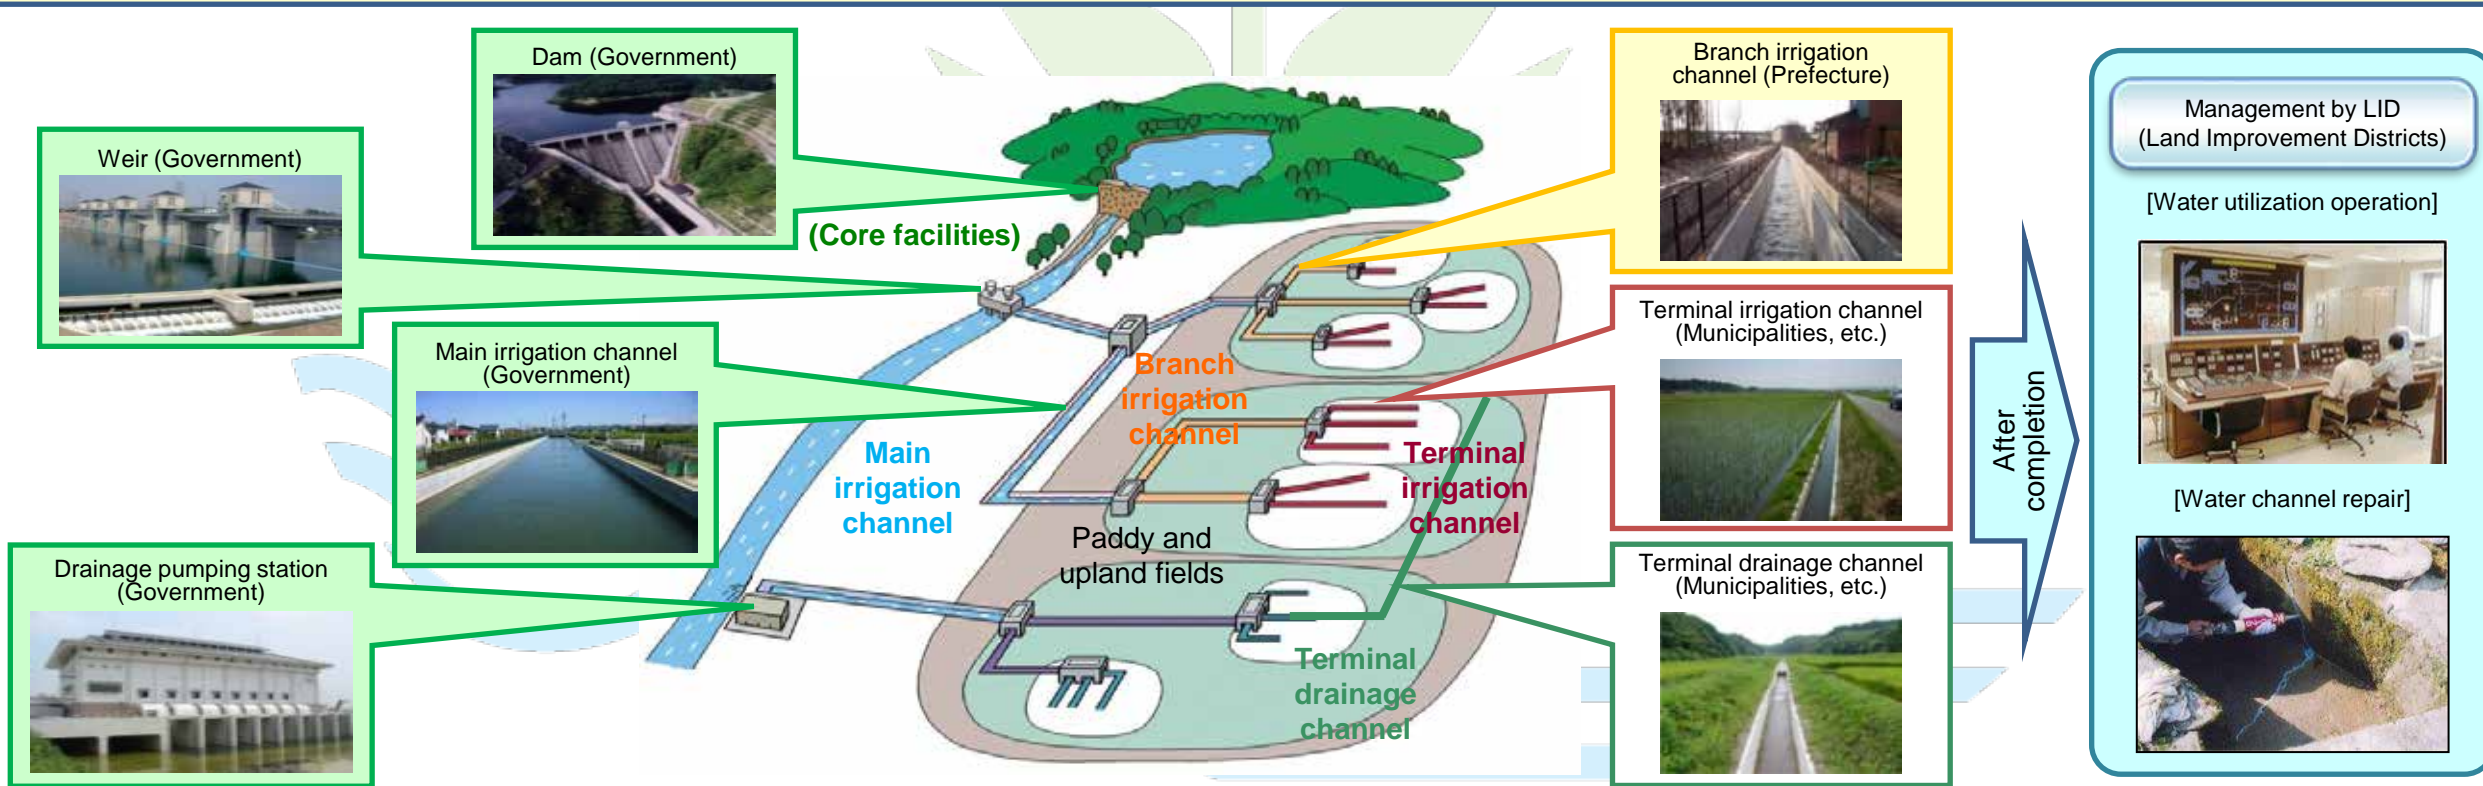 Dam (Government)
Weir (Government)
(Core facilities)
Main irrigation channel
(Government)
Drainage pumping station
(Government)
Main
irrigation
channel
Branch
irrigation
channel
Paddy and
upland fields
Terminal
irrigation
channel
Terminal
drainage
channel
Branch irrigation
channel (Prefecture)
Terminal irrigation channel
(Municipalities, etc.)
Terminal drainage channel
(Municipalities, etc.)
After
completion
Management by LID
(Land Improvement Districts)
[Water utilization operation]
[Water channel repair]